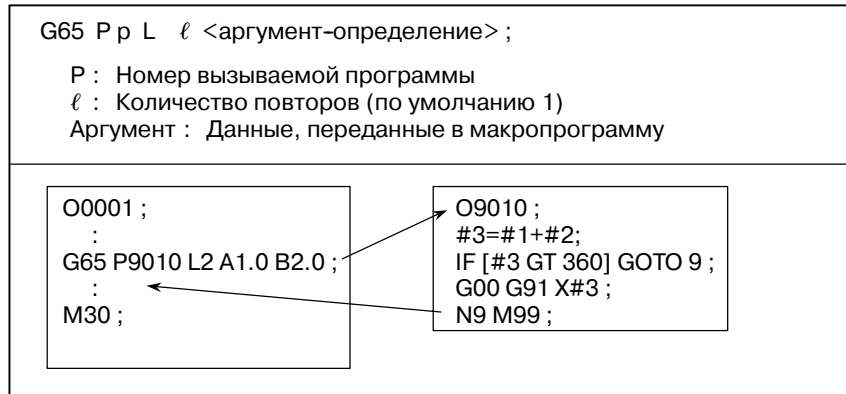 G65 P p L ℓ <аргумент-определение> ;
P : Номер вызываемой программы
ℓ : Количество повторов (по умолчанию 1)
Аргумент : Данные, переданные в макропрограмму
O0001 ;
:
G65 P9010 L2 A1.0 B2.0 ;
:
M30 ;
O9010 ;
#3=#1+#2;
IF [#3 GT 360] GOTO 9 ;
G00 G91 X#3 ;
N9 M99 ;